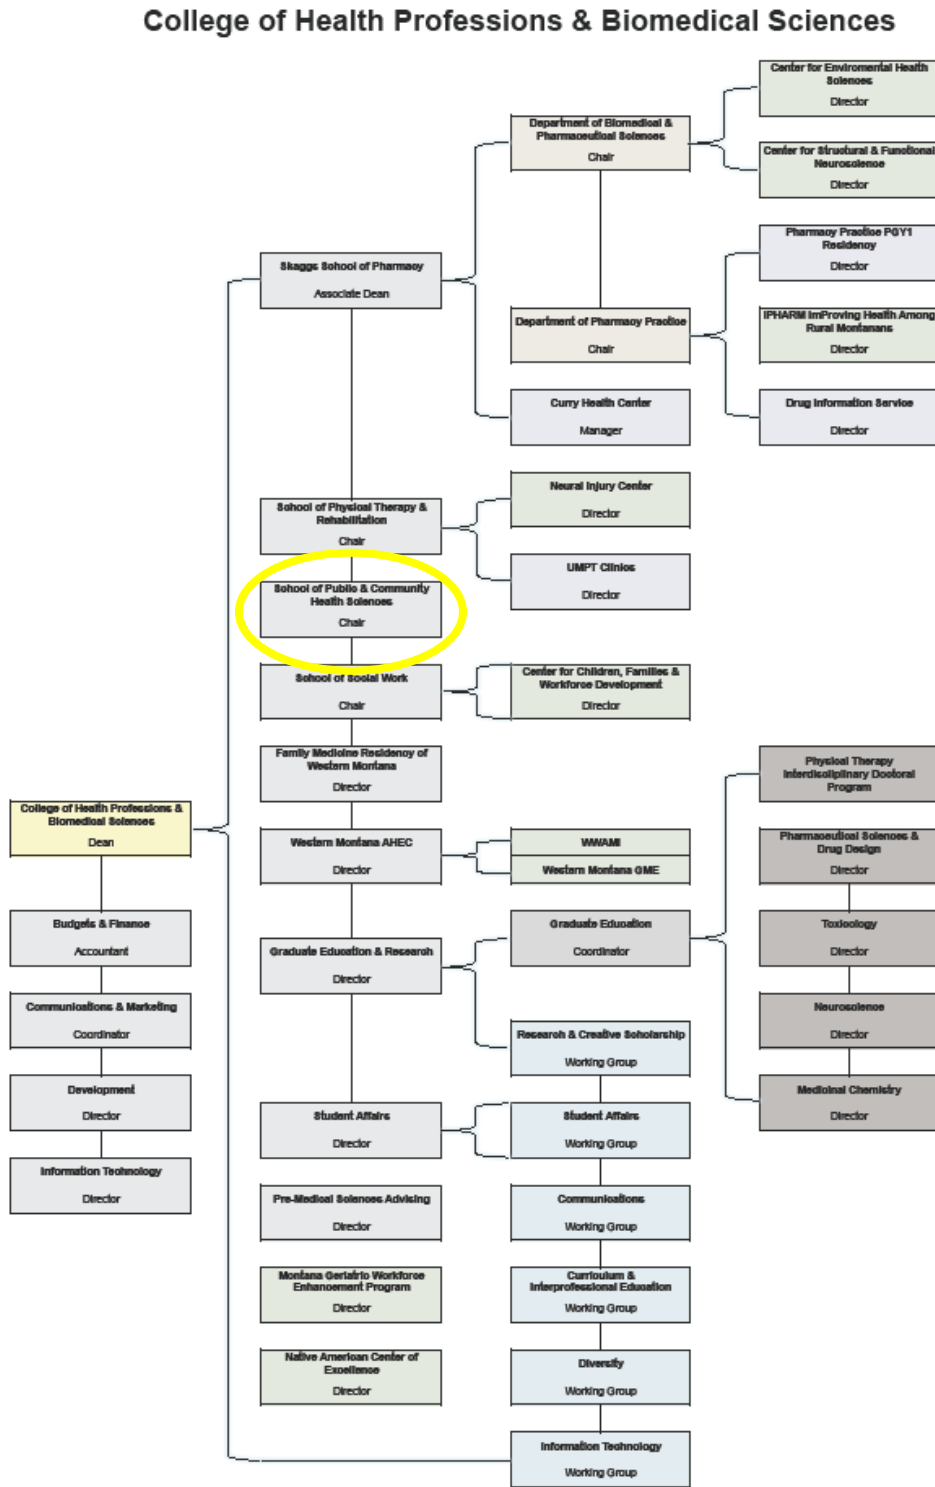 College of Health Professions & Biomedical Sciences
Center for Enviromental Health
Sciences
Director
Department of Biomedical &
Pharmaceutical Sciences
Chair
Center for Structural & Functional
Neuroscience
Director
Pharmacy Practice PGY1
Residency
Director
Skaggs School of Pharmacy
Associate Dean
Department of Pharmacy Practice
Chair
IPHARM ImProving Health Among
Rural Montanans
Director
Curry Health Center
Manager
Drug Information Service
Director
Neural Injury Center
Director
School of Physical Therapy &
Rehabilitation
Chair
UMPT Clinics
Director
School of Public & Community
Health Sciences
Chair
School of Social Work
Chair
Center for Children, Families &
Workforce Development
Director
Family Medicine Residency of
Western Montana
Director
Physical Therapy
Interdisciplinary Doctoral
Program
College of Health Professions &
Biomedical Sciences
Dean
Western Montana AHEC
Director
WWAMI
Western Montana GME
Pharmaceutical Sciences &
Drug Design
Director
Budgets & Finance
Accountant
Graduate Education & Research
Director
Graduate Education
Coordinator
Toxicology
Director
Communications & Marketing
Coordinator
Research & Creative Scholarship
Working Group
Neuroscience
Director
Development
Director
Student Affairs
Director
Student Affairs
Working Group
Medicinal Chemistry
Director
Information Technology
Director
Pre-Medical Sciences Advising
Director
Communications
Working Group
Montana Geriatric Workforce
Enhancement Program
Director
Curriculum &
Interprofessional Education
Working Group
Native American Center of
Excellence
Director
Diversity
Working Group
Information Technology
Working Group